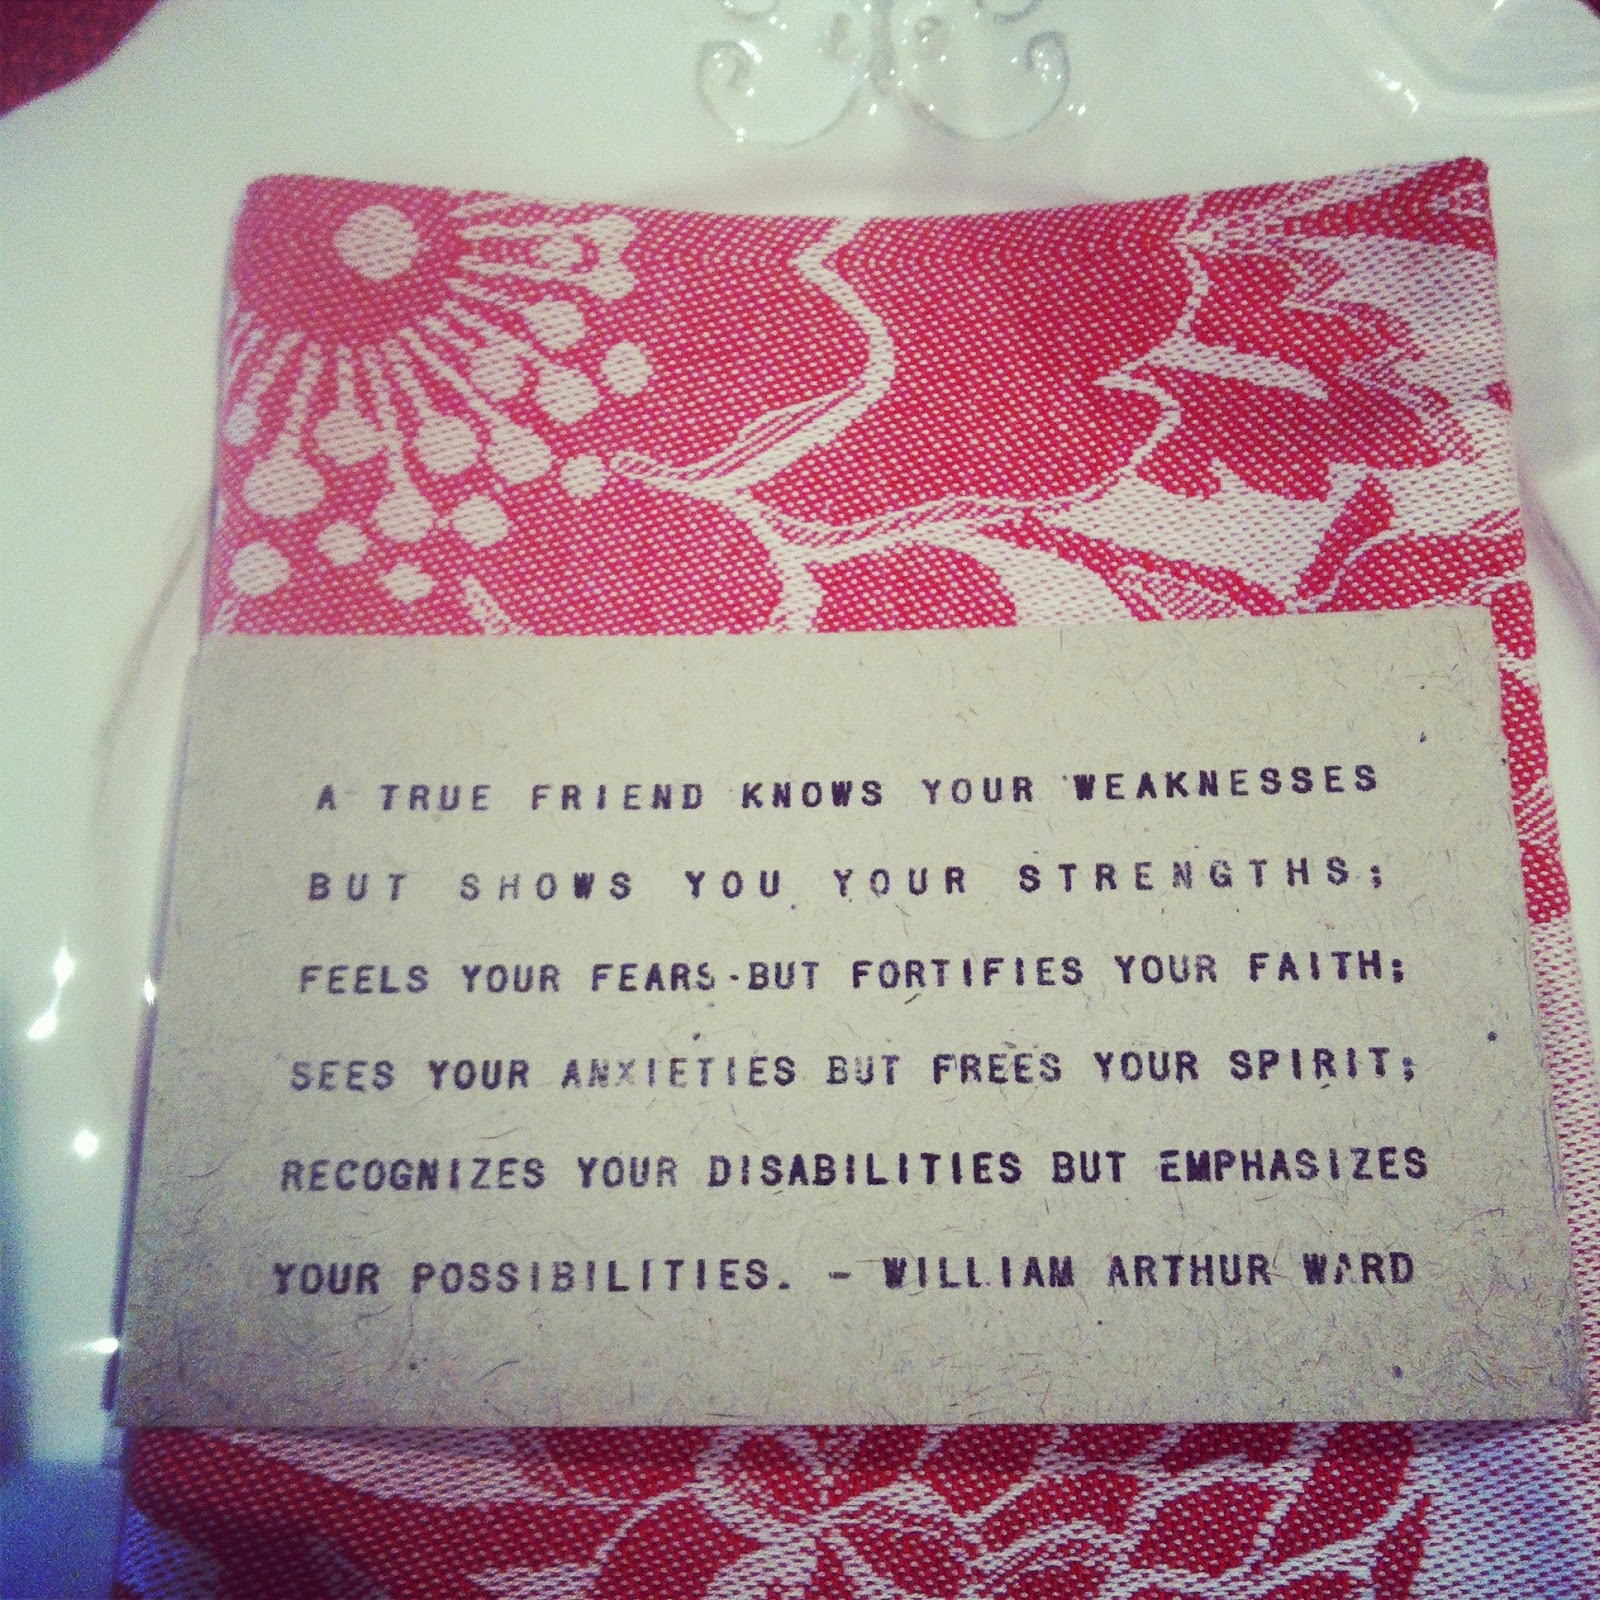 A TRUE FRIEND KNOWS YOUR WEAKNESSES
BUT SHOWS YOU YOUR STRENGTHS;
FEELS YOUR FEARS BUT FORTIFIES YOUR FAITH;
SEES YOUR ANXIETIES BUT FREES YOUR SPIRIT;
RECOGNIZES YOUR DISABILITIES BUT EMPHASIZES
YOUR POSSIBILITIES. - WILLIAM ARTHUR WARD